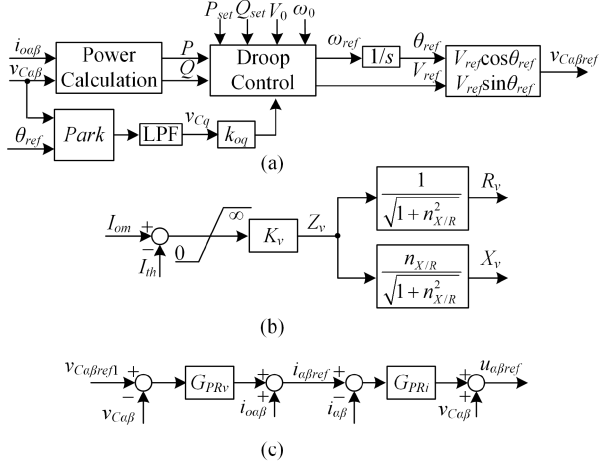 P_set Q_set V_0 ω_0
i_oαβ
v_Cαβ
Power
Calculation
P
Q
Droop
Control
ω_ref
1/s
θ_ref
V_ref
V_ref cosθ_ref
V_ref sinθ_ref
v_Cαβref
θ_ref
Park
LPF
v_Cq
k_oq
(a)
I_om
+
−
I_th
0
∞
K_v
Z_v
1
√(1+n²_X/R)
R_v
n_X/R
√(1+n²_X/R)
X_v
(b)
v_Cαβref1
+
−
v_Cαβ
G_PRv
+
+
i_oαβ
i_αβref
+
−
i_αβ
G_PRi
+
+
v_Cαβ
u_αβref
(c)